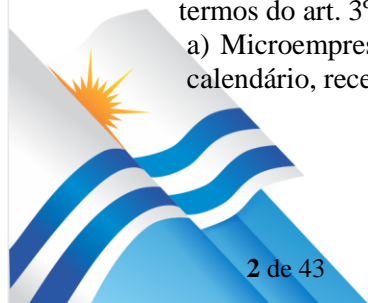 termos do art. 3º
a) Microempres
calendário, rece
2 de 43